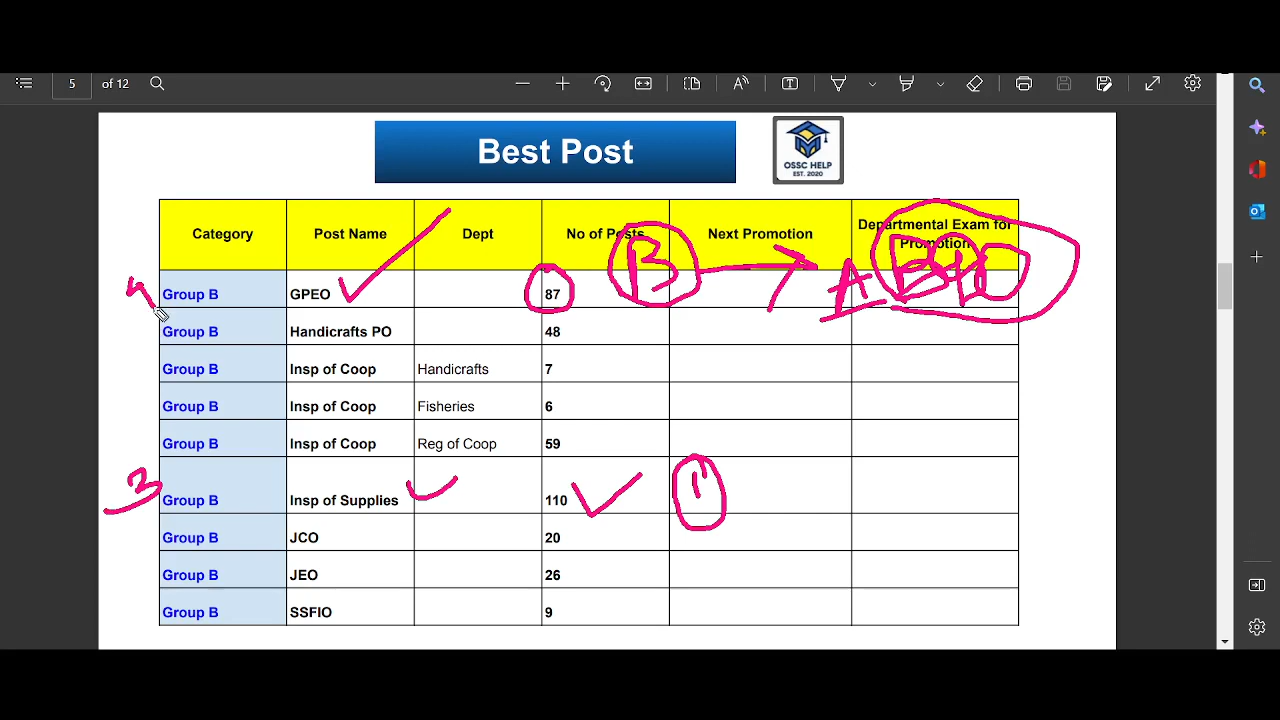 5 of 12
Best Post
OSSC HELP
EST. 2020
Category Post Name Dept No of Posts Next Promotion Departmental Exam for Promotion
Group B GPEO 87
Group B Handicrafts PO 48
Group B Insp of Coop Handicrafts 7
Group B Insp of Coop Fisheries 6
Group B Insp of Coop Reg of Coop 59
3 Group B Insp of Supplies 110
Group B JCO 20
Group B JEO 26
Group B SSFIO 9
B
A